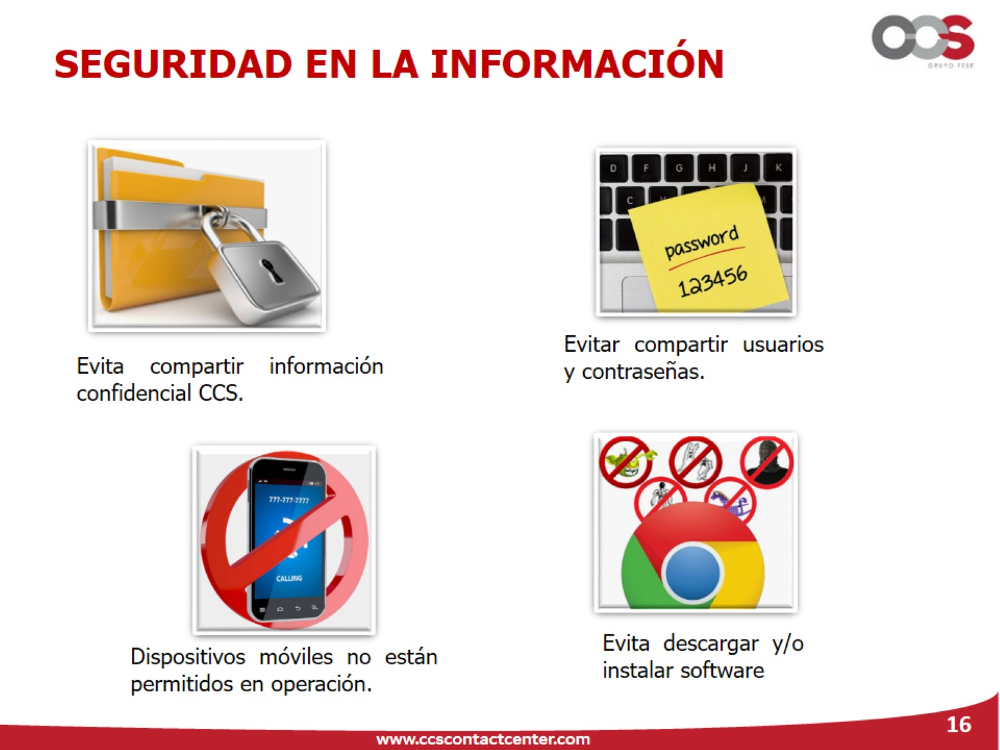 CCS
GRUPO FESE
SEGURIDAD EN LA INFORMACIÓN
D F G H J K
C V M
password
123456
Evita compartir información
confidencial CCS.
Evitar compartir usuarios
y contraseñas.
777-777-7777
CALLING
Dispositivos móviles no están
permitidos en operación.
Evita descargar y/o
instalar software
16
www.ccscontactcenter.com